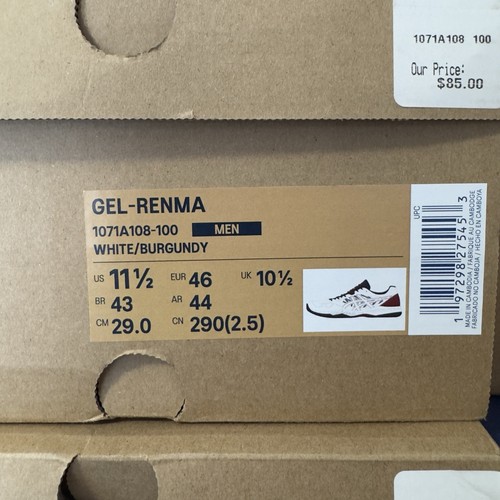 1071A108 100
Our Price:
$85.00
GEL-RENMA
1071A108-100 MEN
WHITE/BURGUNDY
US 11½ EUR 46 UK 10½
BR 43 AR 44
CM 29.0 CN 290(2.5)
UPC
1 97298 27545 3
MADE IN CAMBODIA / FABRIQUE AU CAMBODGE
FABRICADO NO CAMBOJA / HECHO EN CAMBOYA